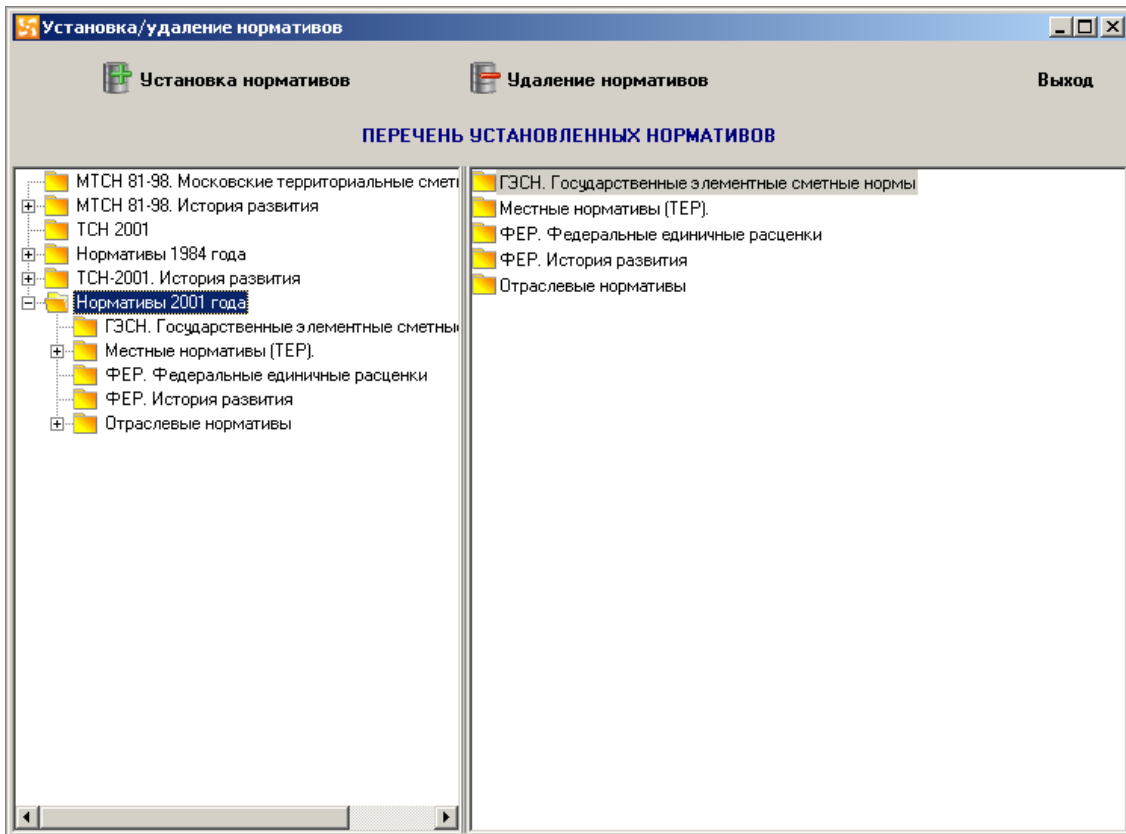 Установка/удаление нормативов
Установка нормативов
Удаление нормативов
Выход
ПЕРЕЧЕНЬ УСТАНОВЛЕННЫХ НОРМАТИВОВ
МТСН 81-98. Московские территориальные смет
МТСН 81-98. История развития
ТСН 2001
Нормативы 1984 года
ТСН-2001. История развития
Нормативы 2001 года
ГЭСН. Государственные элементные сметны
Местные нормативы (ТЕР).
ФЕР. Федеральные единичные расценки
ФЕР. История развития
Отраслевые нормативы
ГЭСН. Государственные элементные сметные нормы
Местные нормативы (ТЕР).
ФЕР. Федеральные единичные расценки
ФЕР. История развития
Отраслевые нормативы